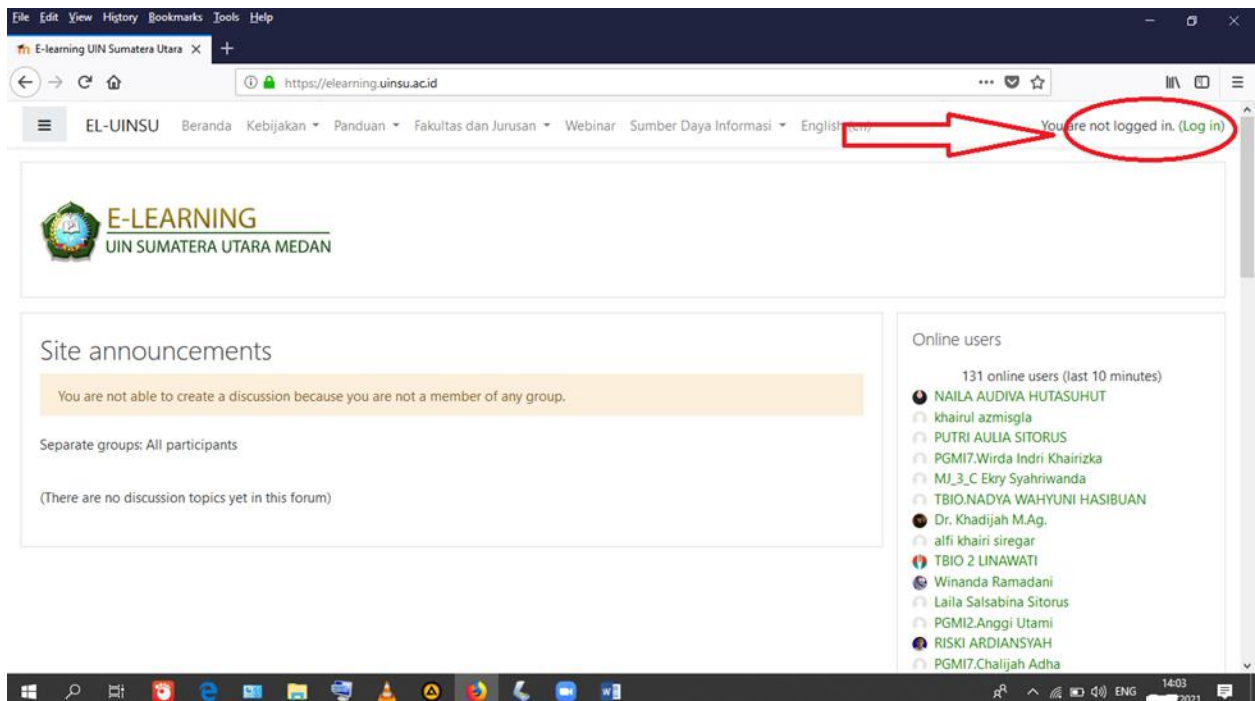 File Edit View History Bookmarks Tools Help
E-learning UIN Sumatera Utara
https://elearning.uinsu.ac.id
EL-UINSU Beranda Kebijakan Panduan Fakultas dan Jurusan Webinar Sumber Daya Informasi English (en) You are not logged in. (Log in)
E-LEARNING
UIN SUMATERA UTARA MEDAN
Site announcements
You are not able to create a discussion because you are not a member of any group.
Separate groups: All participants
(There are no discussion topics yet in this forum)
Online users
131 online users (last 10 minutes)
NAILA AUDIVA HUTASUHUT
khairul azmisgla
PUTRI AULIA SITORUS
PGMI7.Wirda Indri Khairizka
MJ_3_C Ekry Syahriwanda
TBIO.NADYA WAHYUNI HASIBUAN
Dr. Khadijah M.Ag.
alfi khairi siregar
TBIO 2 LINAWATI
Winanda Ramadani
Laila Salsabina Sitorus
PGMI2.Anggi Utami
RISKI ARDIANSYAH
PGMI7.Chalijah Adha
ENG
14:03
2021